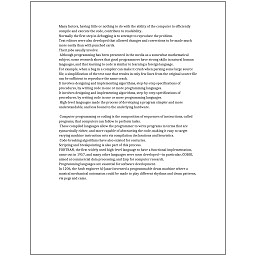 Many factors, having little or nothing to do with the ability of the computer to efficiently
compile and execute the code, contribute to readability.
Normally the first step in debugging is to attempt to reproduce the problem.
Text editors were also developed that allowed changes and corrections to be made much
more easily than with punched cards.
Their jobs usually involve:
Although programming has been presented in the media as a somewhat mathematical
subject, some research shows that good programmers have strong skills in natural human
languages, and that learning to code is similar to learning a foreign language.
For example, when a bug in a compiler can make it crash when parsing some large source
file, a simplification of the test case that results in only few lines from the original source file
can be sufficient to reproduce the same crash.
It involves designing and implementing algorithms, step-by-step specifications of
procedures, by writing code in one or more programming languages.
It involves designing and implementing algorithms, step-by-step specifications of
procedures, by writing code in one or more programming languages.
High-level languages made the process of developing a program simpler and more
understandable, and less bound to the underlying hardware.
Computer programming or coding is the composition of sequences of instructions, called
programs, that computers can follow to perform tasks.
These compiled languages allow the programmer to write programs in terms that are
syntactically richer, and more capable of abstracting the code, making it easy to target
varying machine instruction sets via compilation declarations and heuristics.
Code-breaking algorithms have also existed for centuries.
Scripting and breakpointing is also part of this process.
FORTRAN, the first widely used high-level language to have a functional implementation,
came out in 1957, and many other languages were soon developed—in particular, COBOL
aimed at commercial data processing, and Lisp for computer research.
Programming languages are essential for software development.
In 1206, the Arab engineer Al-Jazari invented a programmable drum machine where a
musical mechanical automaton could be made to play different rhythms and drum patterns,
via pegs and cams.